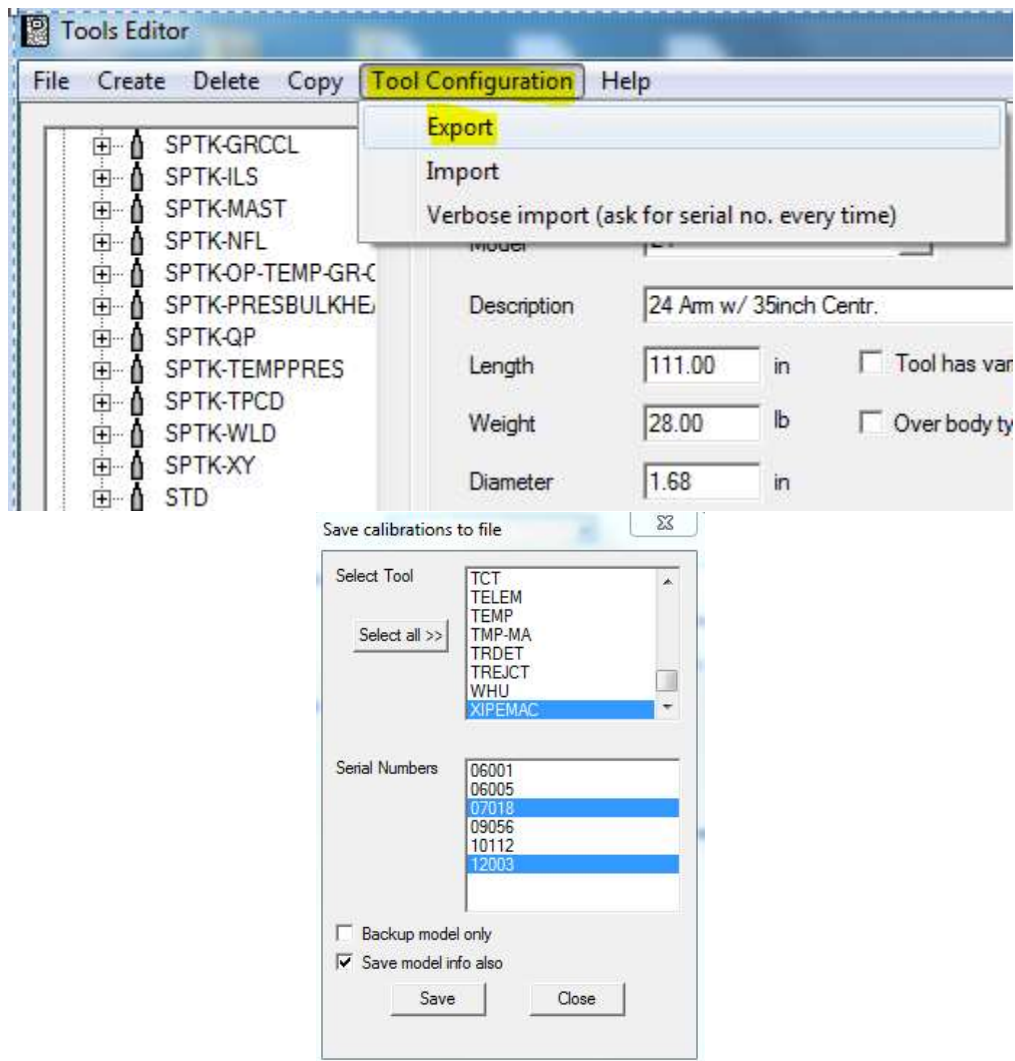 Tools Editor
File Create Delete Copy Tool Configuration Help
Export
Import
Verbose import (ask for serial no. every time)
SPTK-GRCCL
SPTK-ILS
SPTK-MAST
SPTK-NFL
SPTK-OP-TEMP-GR-C
SPTK-PRESBULKHEA
SPTK-QP
SPTK-TEMPPRES
SPTK-TPCD
SPTK-WLD
SPTK-XY
STD
Model
Description 24 Arm w/ 35inch Centr.
Length 111.00 in Tool has var
Weight 28.00 lb Over body ty
Diameter 1.68 in
Save calibrations to file
Select Tool
Select all >>
TCT
TELEM
TEMP
TMP-MA
TRDET
TREJCT
WHU
XIPEMAC
Serial Numbers
06001
06005
07018
09056
10112
12003
Backup model only
Save model info also
Save Close